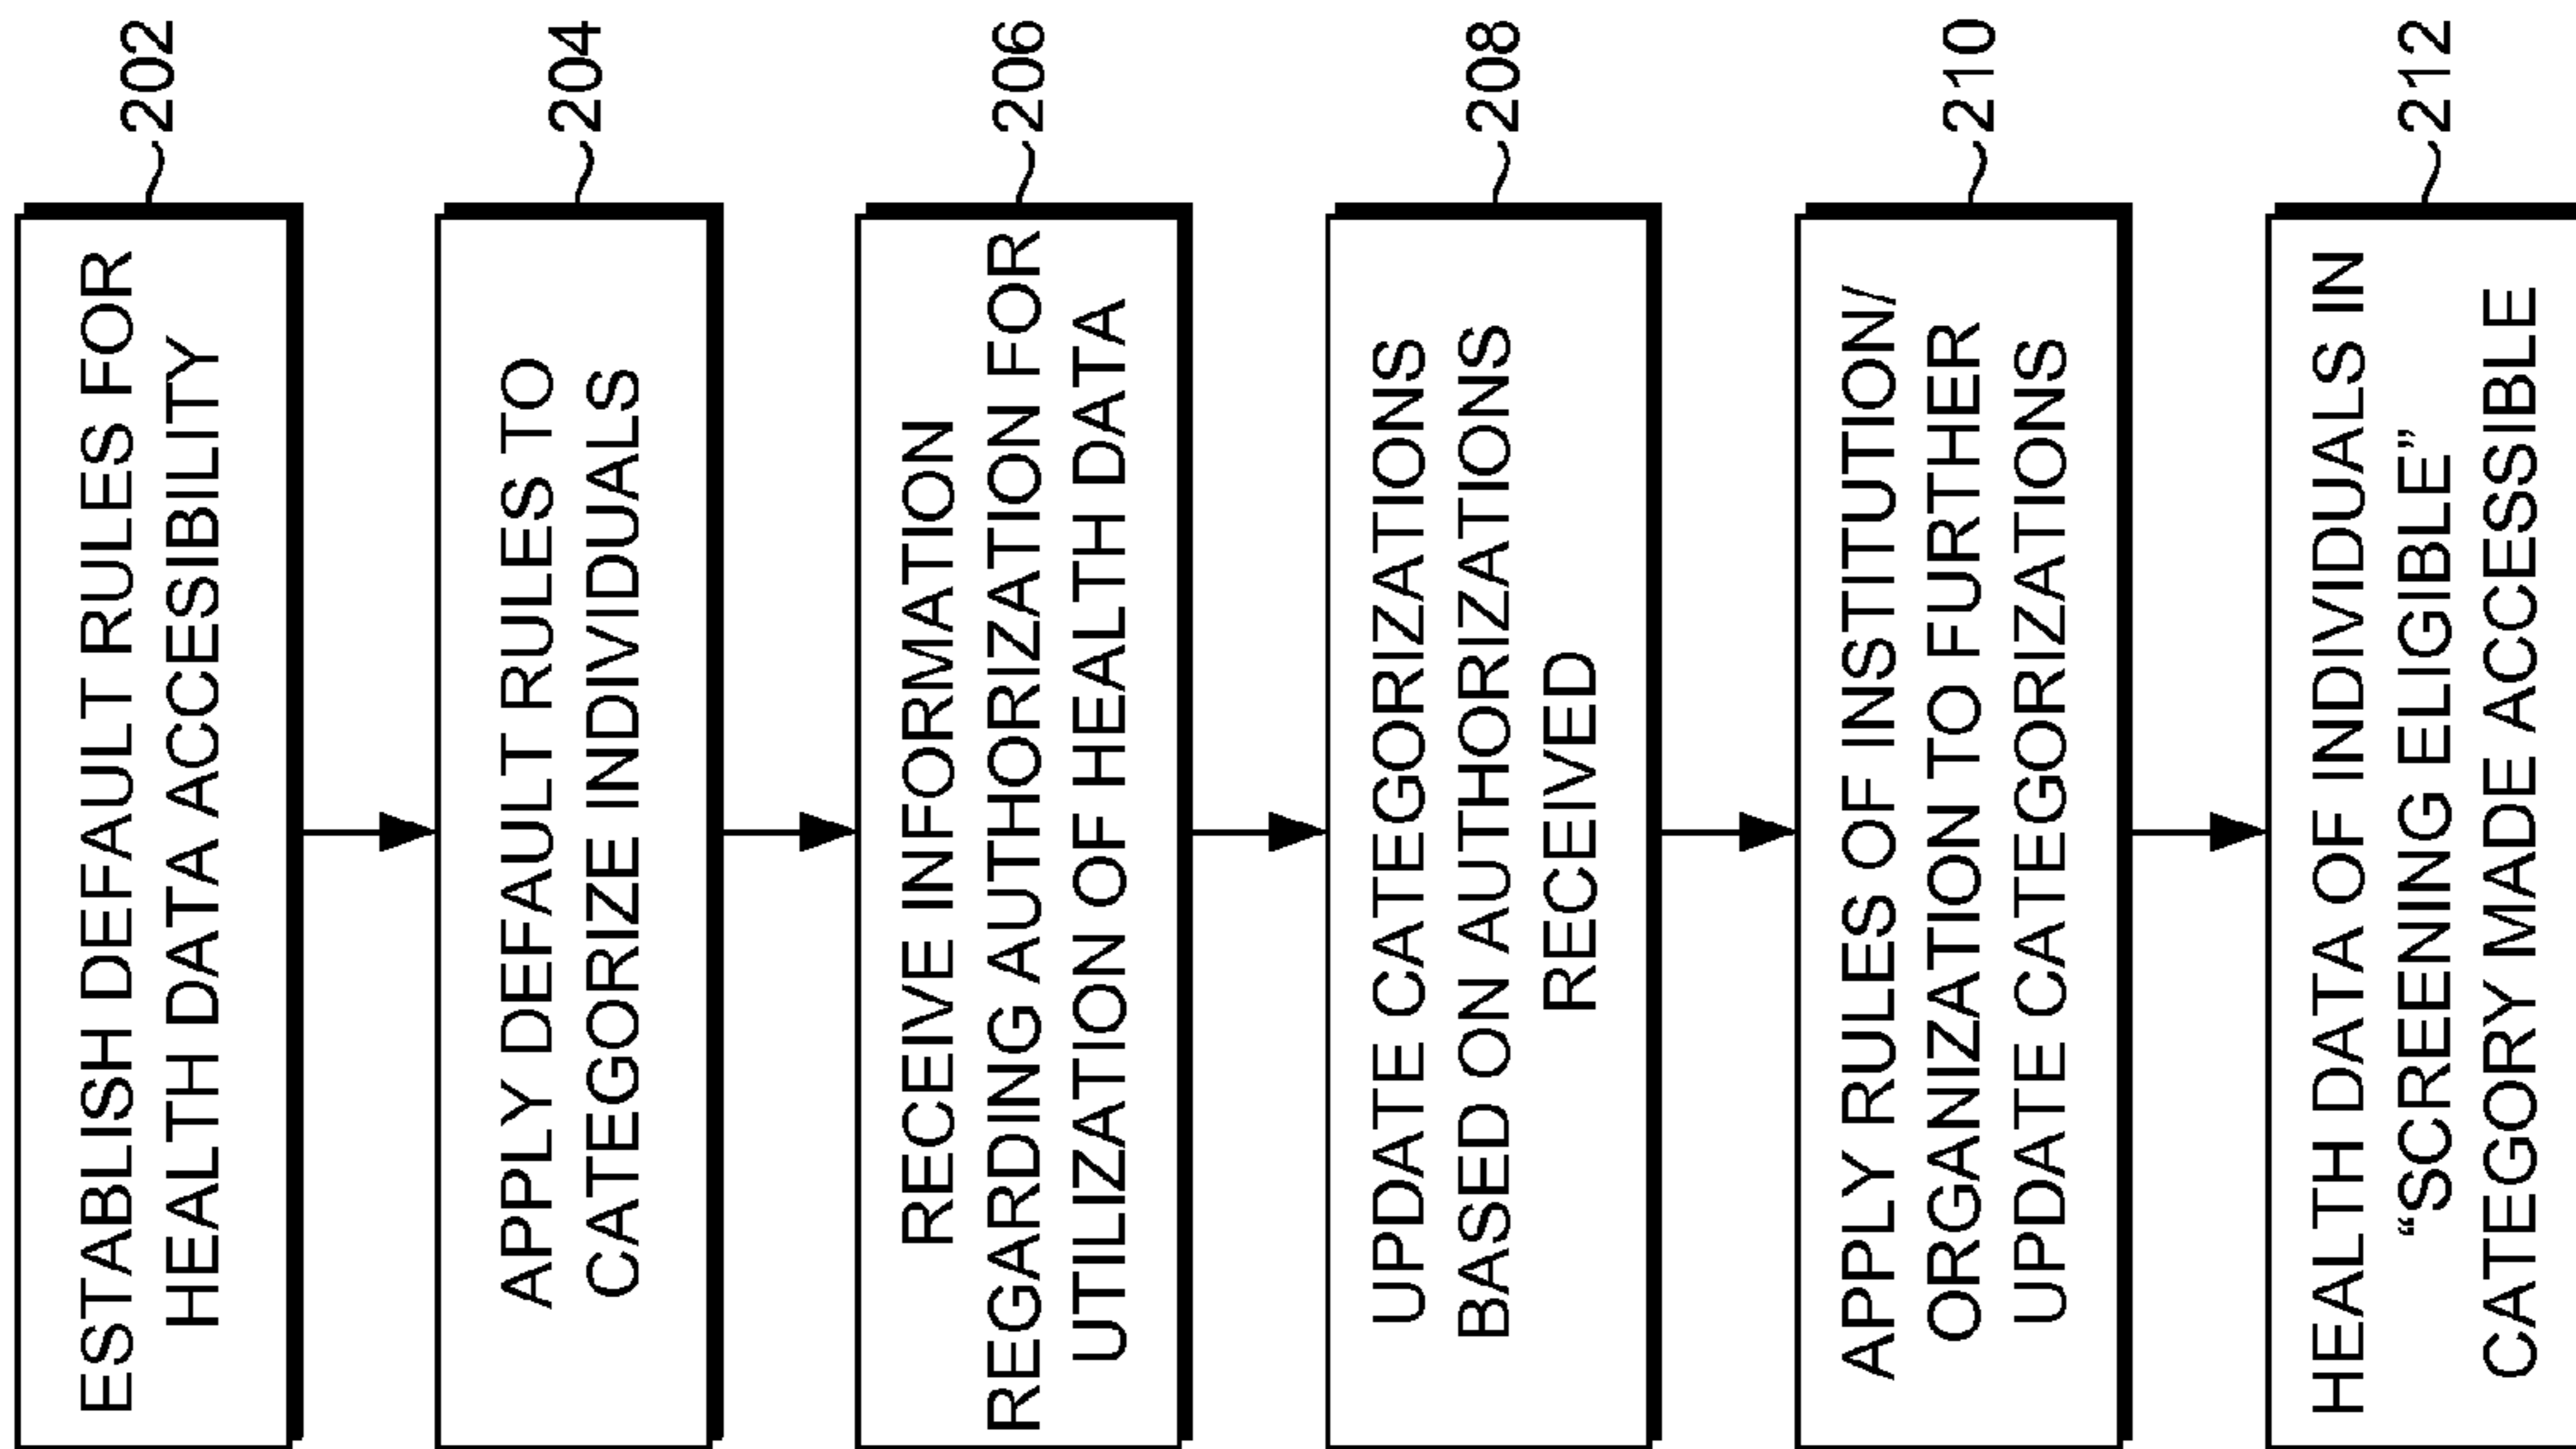 ESTABLISH DEFAULT RULES FOR
HEALTH DATA ACCESSIBILITY
202
APPLY DEFAULT RULES TO
CATEGORIZE INDIVIDUALS
204
RECEIVE INFORMATION
REGARDING AUTHORIZATION FOR
UTILIZATION OF HEALTH DATA
206
UPDATE CATEGORIZATIONS
BASED ON AUTHORIZATIONS
RECEIVED
208
APPLY RULES OF INSTITUTION/
ORGANIZATION TO FURTHER
UPDATE CATEGORIZATIONS
210
HEALTH DATA OF INDIVIDUALS IN
“SCREENING ELIGIBLE”
CATEGORY MADE ACCESSIBLE
212